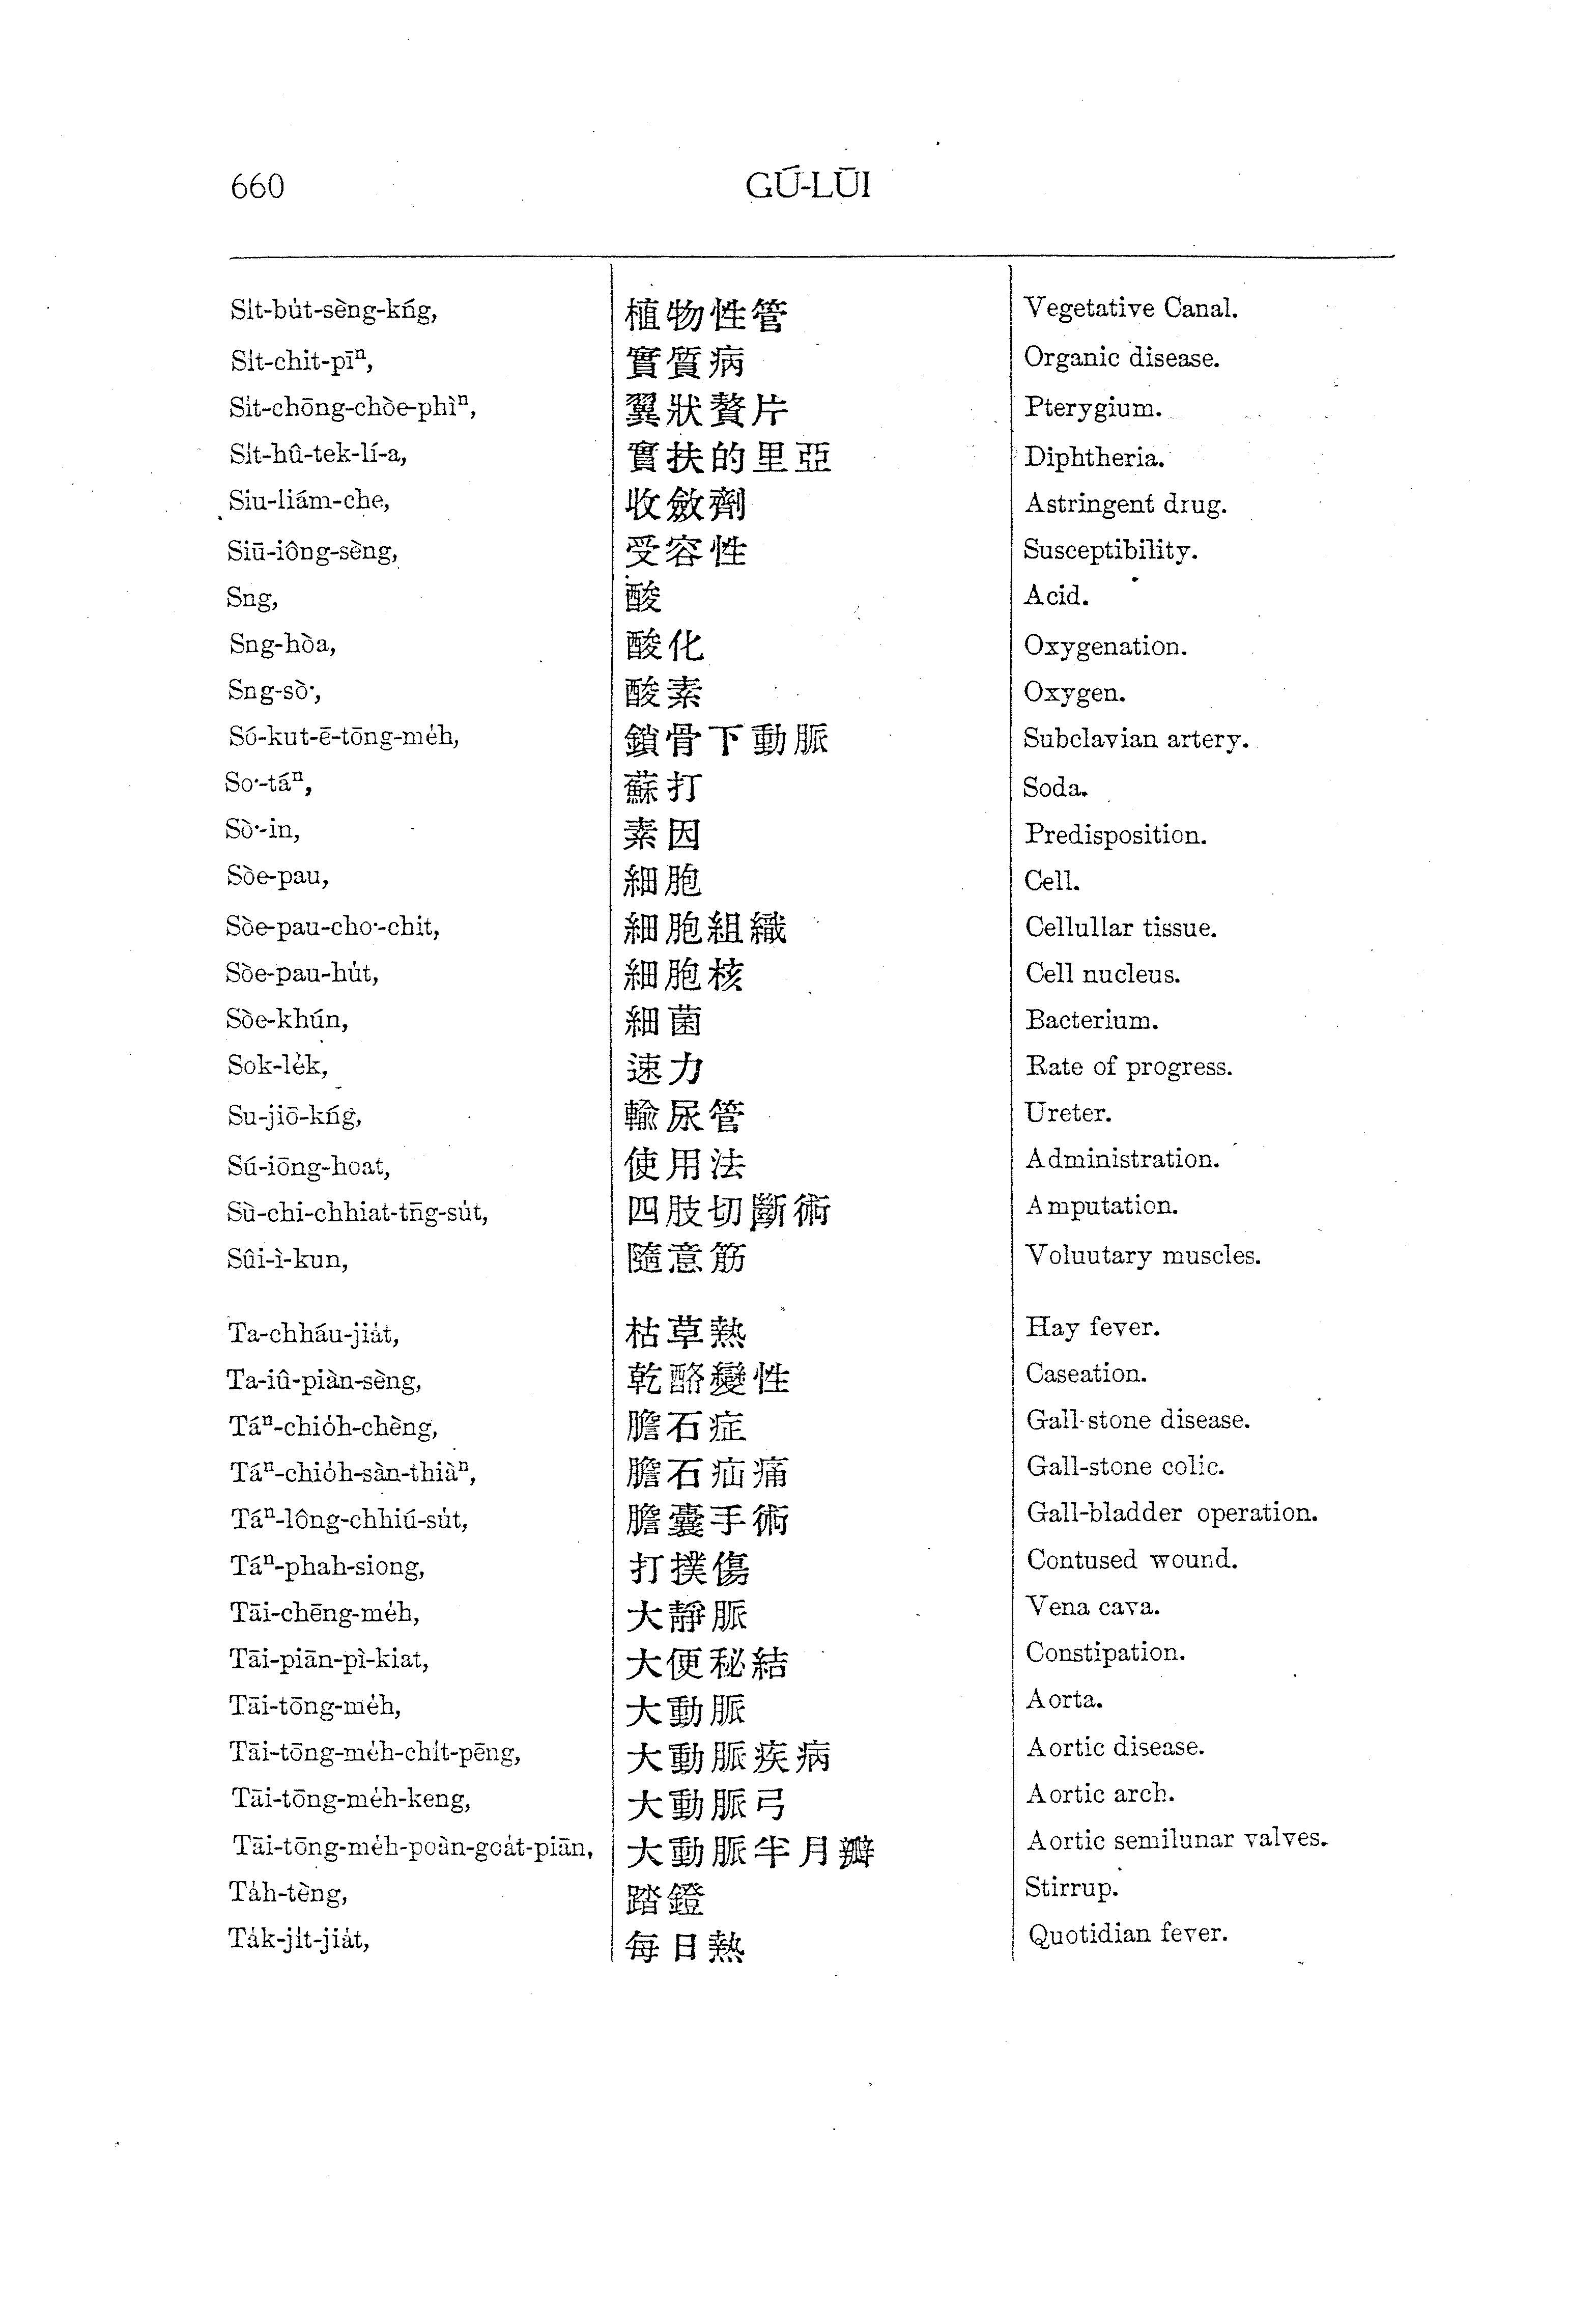 660 GÚ-LŪI
Si̍t-bu̍t-sèng-kńg, 植物性管 Vegetative Canal.
Si̍t-chit-pīⁿ, 實質病 Organic disease.
Si̍t-chōng-chòe-phìⁿ, 翼狀贅片 Pterygium.
Si̍t-hû-tek-lí-a, 實扶的里亞 Diphtheria.
Siu-liám-che, 收斂劑 Astringent drug.
Siū-iông-sèng, 受容性 Susceptibility.
Sng, 酸 Acid.
Sng-hòa, 酸化 Oxygenation.
Sng-sò͘, 酸素 Oxygen.
Só-kut-ē-tōng-me̍h, 鎖骨下動脈 Subclavian artery.
So͘-táⁿ, 蘇打 Soda.
Sò͘-in, 素因 Predisposition.
Sòe-pau, 細胞 Cell.
Sòe-pau-cho͘-chit, 細胞組織 Cellullar tissue.
Sòe-pau-hu̍t, 細胞核 Cell nucleus.
Sòe-khún, 細菌 Bacterium.
Sok-le̍k, 速力 Rate of progress.
Su-jiō-kńg, 輸尿管 Ureter.
Sú-iōng-hoat, 使用法 Administration.
Sù-chi-chhiat-tn̄g-su̍t, 四肢切斷術 Amputation.
Sûi-ì-kun, 隨意筋 Voluutary muscles.
Ta-chháu-jia̍t, 枯草熱 Hay fever.
Ta-iû-piàn-sèng, 乾酪變性 Caseation.
Táⁿ-chio̍h-chèng, 膽石症 Gall-stone disease.
Táⁿ-chio̍h-sàn-thiàⁿ, 膽石疝痛 Gall-stone colic.
Táⁿ-lông-chhiú-su̍t, 膽囊手術 Gall-bladder operation.
Táⁿ-phah-siong, 打撲傷 Contused wound.
Tāi-chēng-me̍h, 大靜脈 Vena cava.
Tāi-piān-pì-kiat, 大便秘結 Constipation.
Tāi-tōng-me̍h, 大動脈 Aorta.
Tāi-tōng-me̍h-chi̍t-pēng, 大動脈疾病 Aortic disease.
Tāi-tōng-me̍h-keng, 大動脈弓 Aortic arch.
Tāi-tōng-me̍h-poàn-goa̍t-piān, 大動脈半月瓣 Aortic semilunar valves.
Ta̍h-tèng, 踏鐙 Stirrup.
Ta̍k-ji̍t-jia̍t, 每日熱 Quotidian fever.